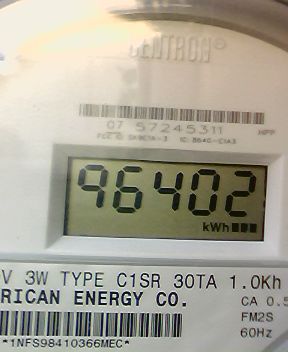 CENTRON®
07 57245311
HPP
96402
kWh
V 3W TYPE C1SR 30TA 1.0Kh
RICAN ENERGY CO.
CA 0.5
FM2S
60Hz
*1NFS98410366MEC*